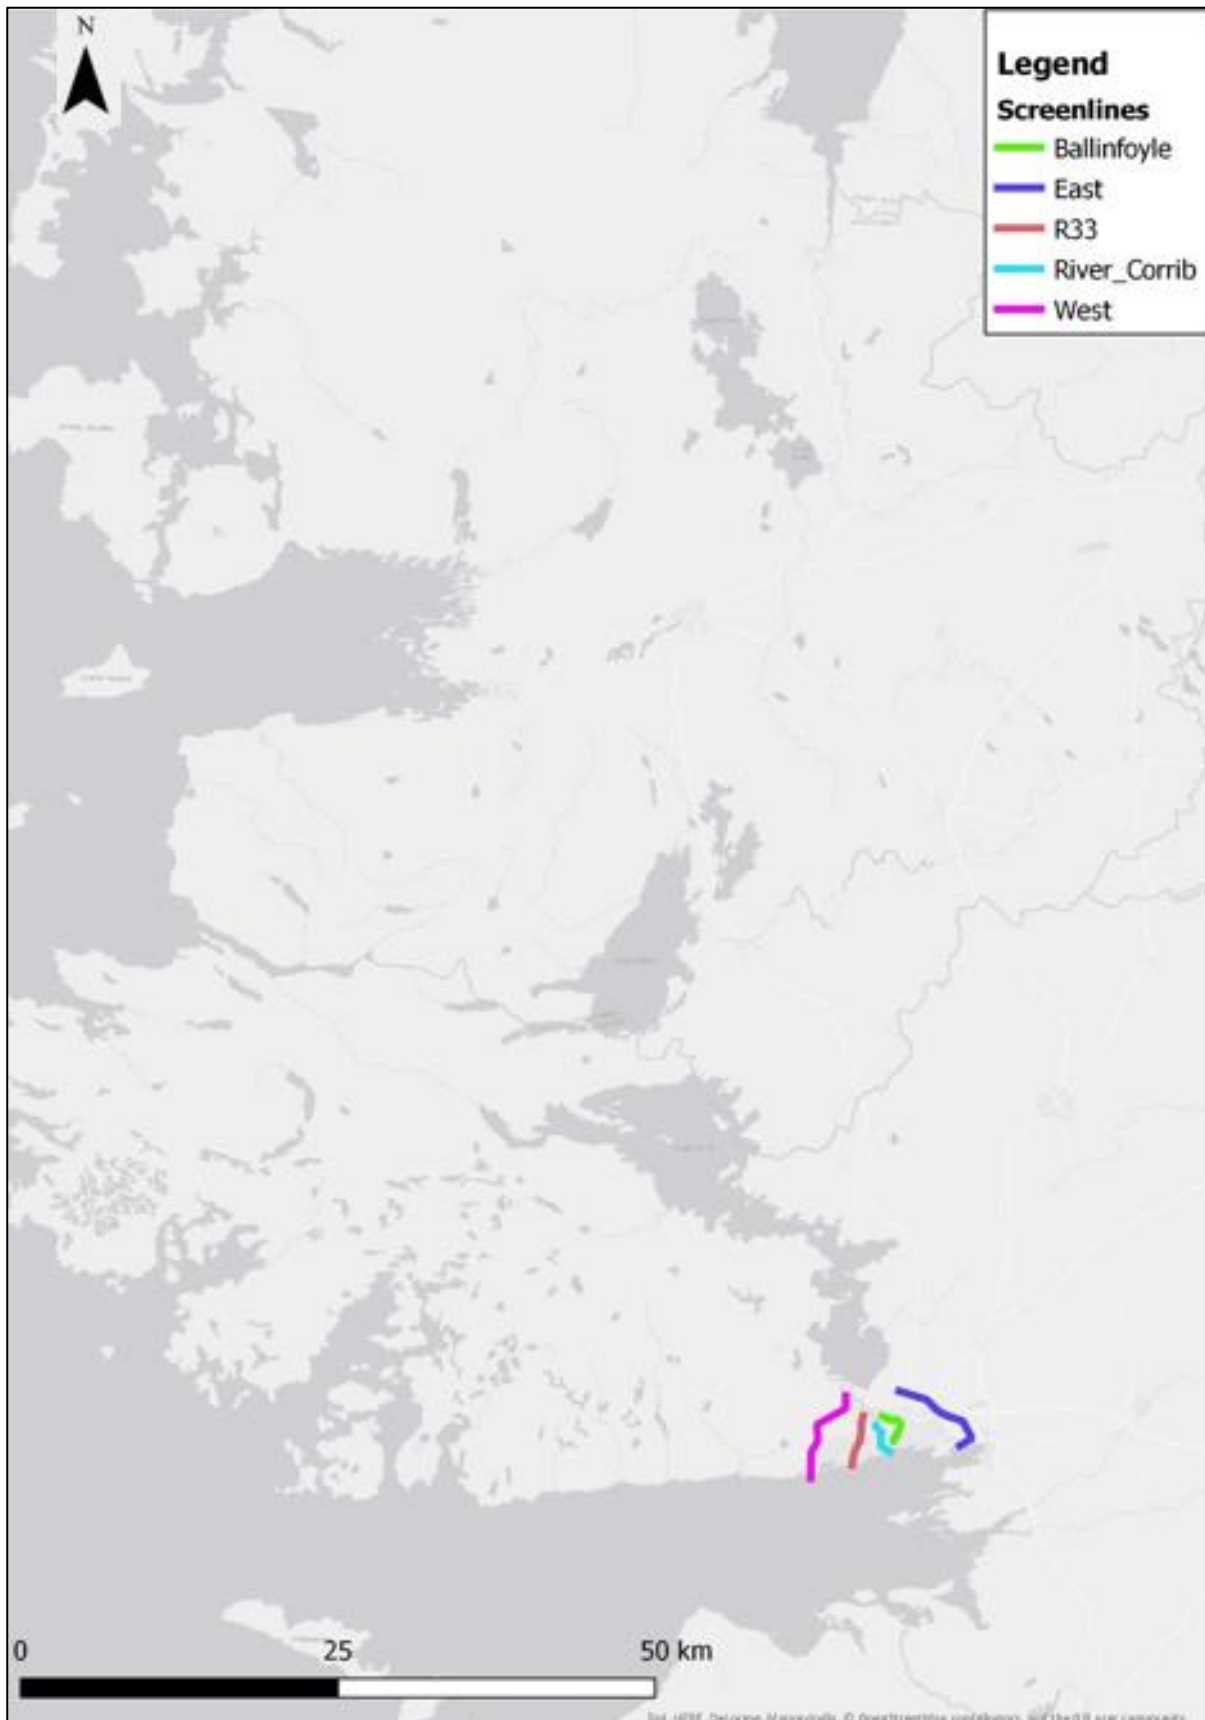 N
Legend
Screenlines
Ballinfoyle
East
R33
River_Corrib
West
0 25 50 km